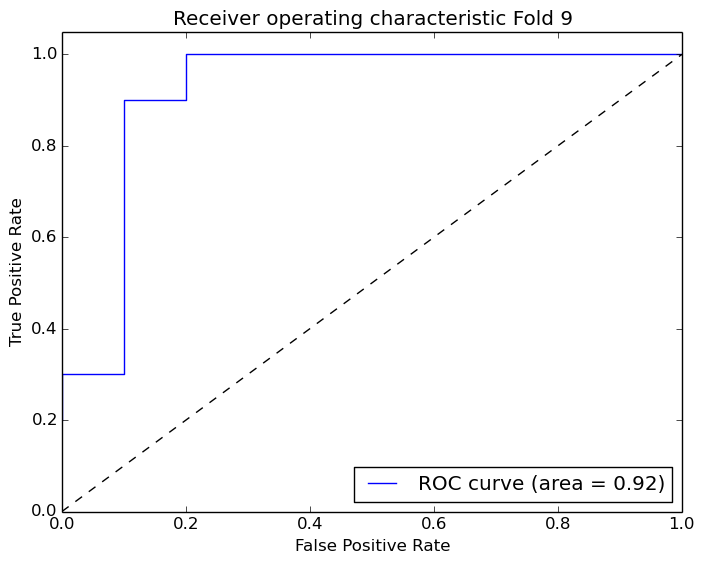 Receiver operating characteristic Fold 9
1.0
0.8
0.6
0.4
0.2
0.0
True Positive Rate
ROC curve (area = 0.92)
0.0 0.2 0.4 0.6 0.8 1.0
False Positive Rate